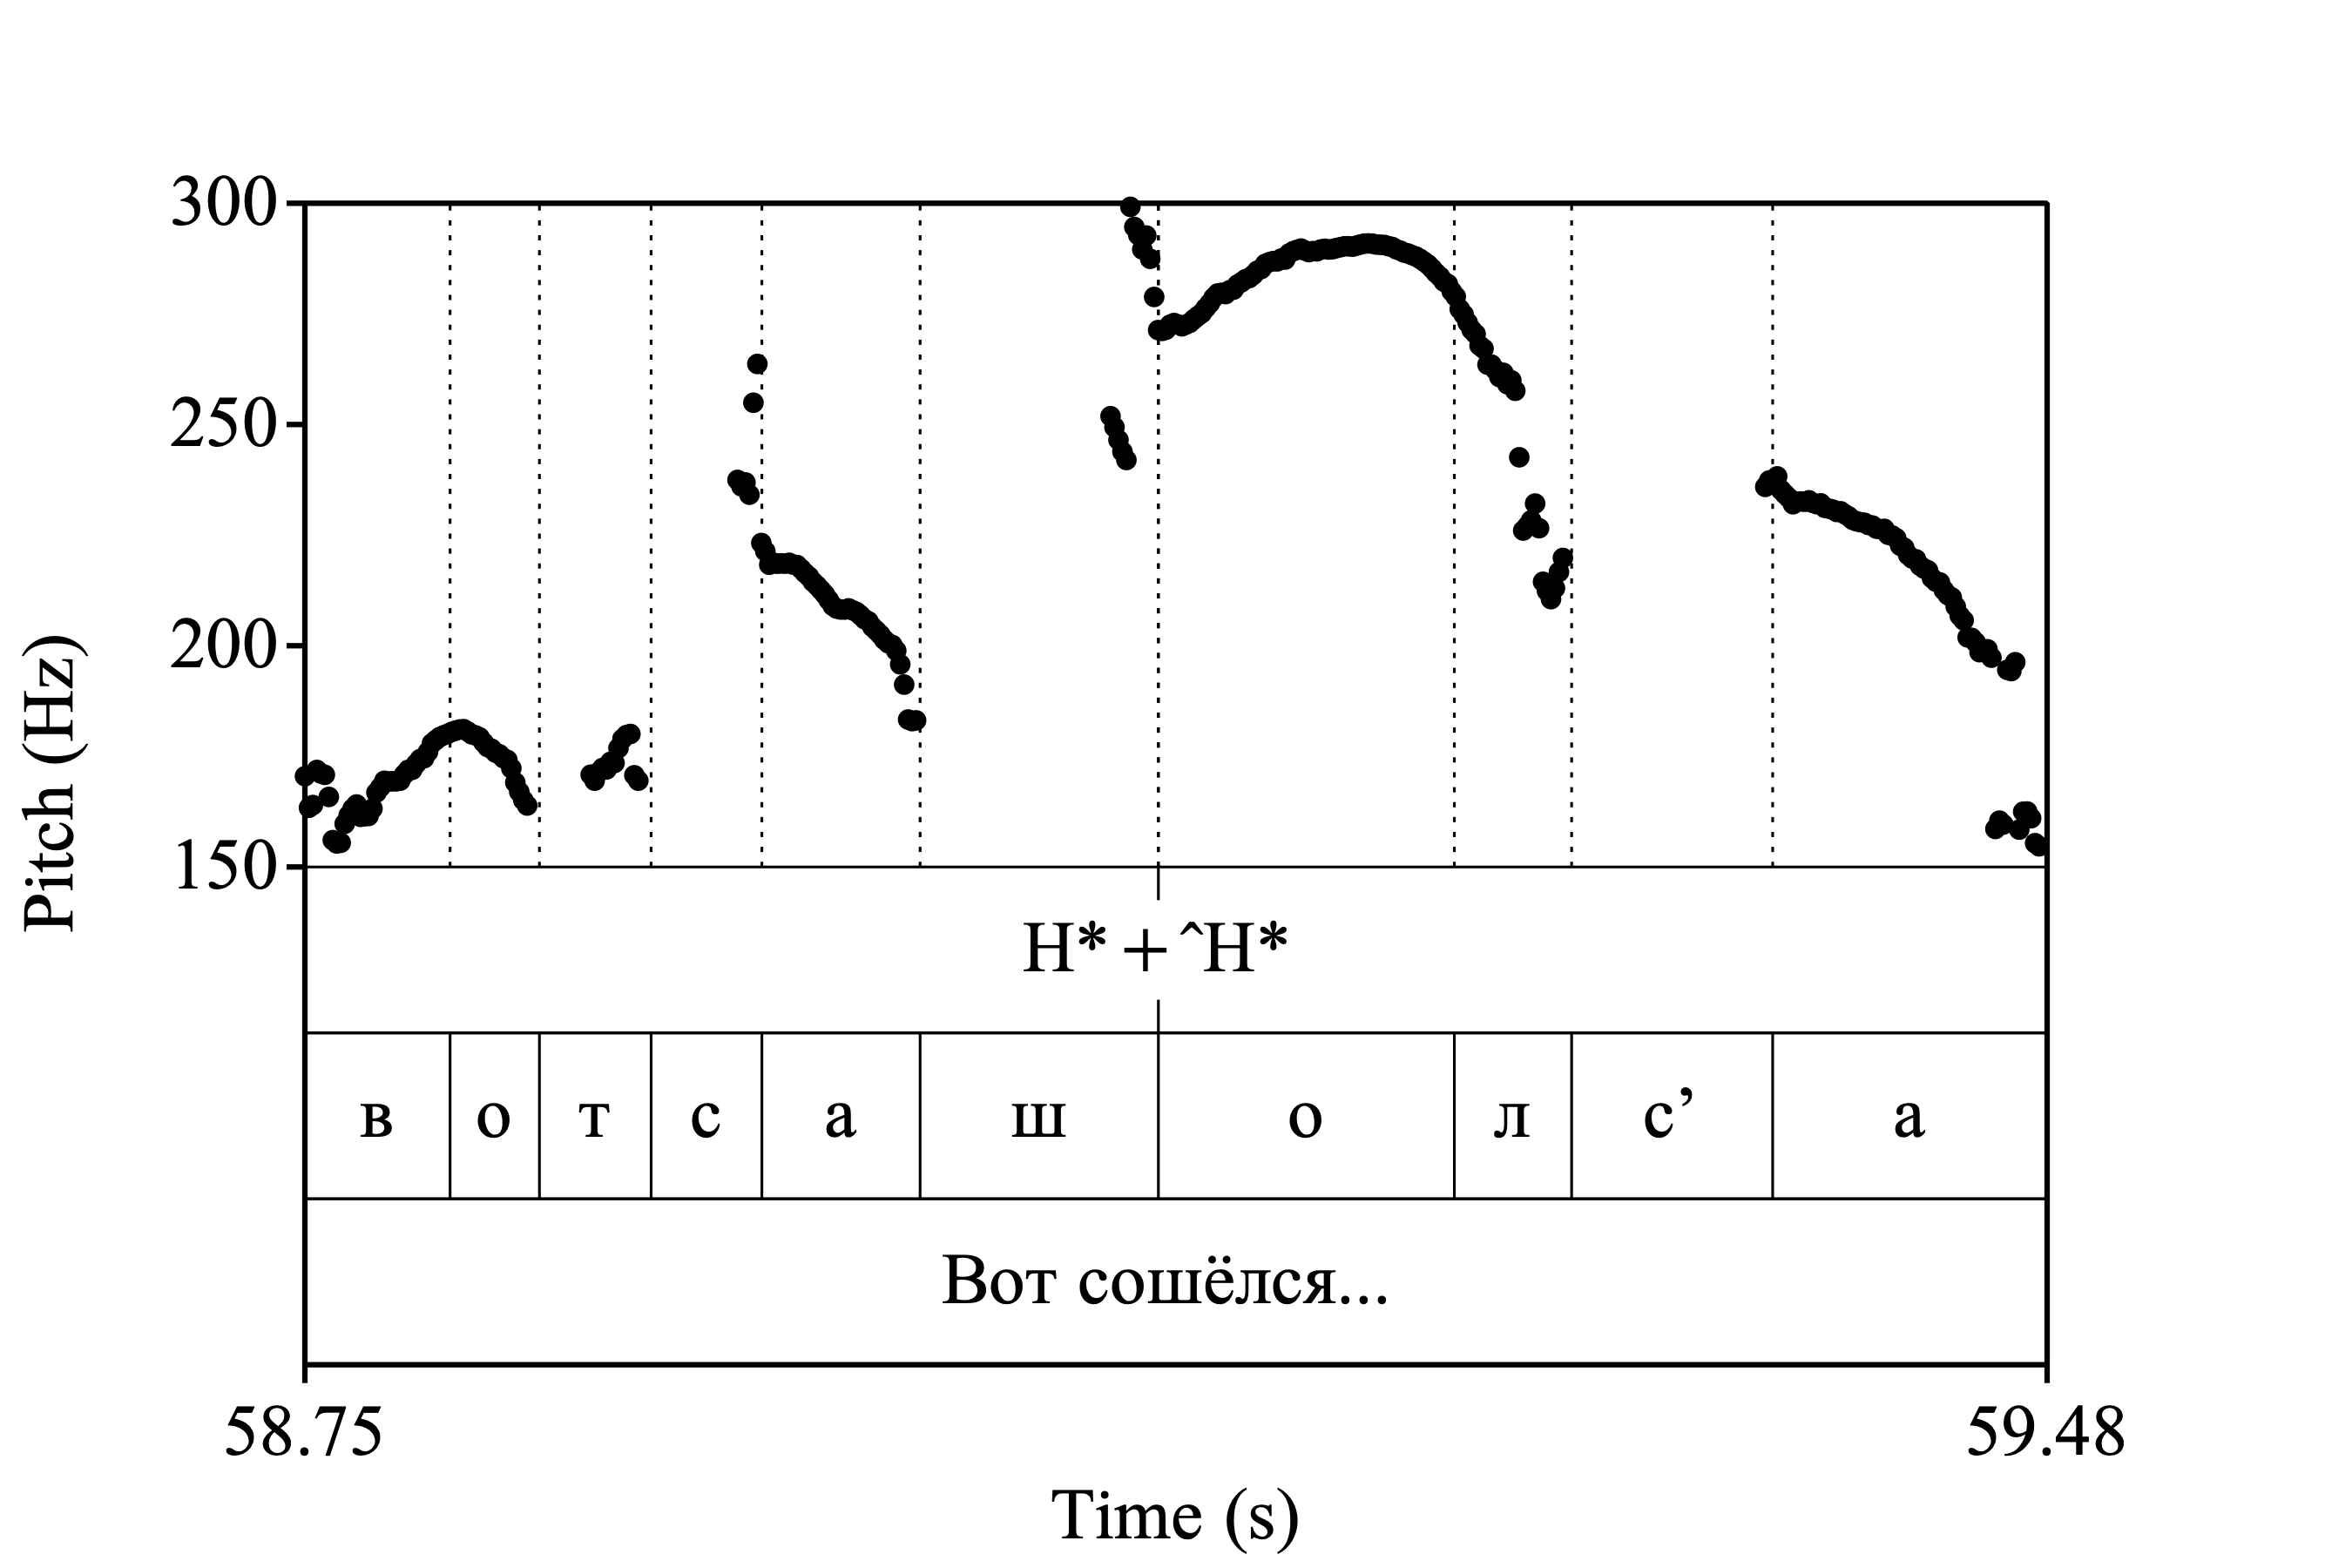 300
250
200
150
Pitch (Hz)
H* + ^H*
в о т с а ш о л с’ а
Вот сошёлся...
58.75 59.48
Time (s)